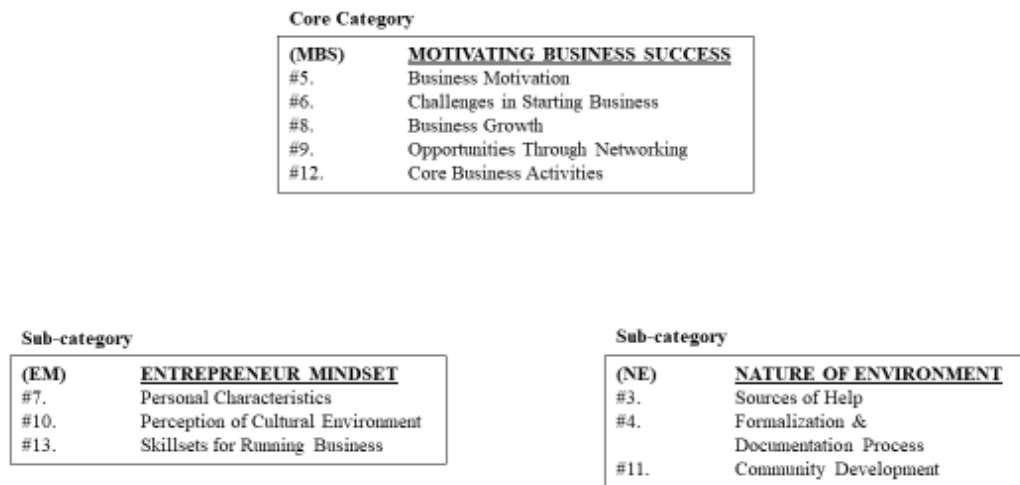 Core Category
(MBS) MOTIVATING BUSINESS SUCCESS
#5. Business Motivation
#6. Challenges in Starting Business
#8. Business Growth
#9. Opportunities Through Networking
#12. Core Business Activities
Sub-category
(EM) ENTREPRENEUR MINDSET
#7. Personal Characteristics
#10. Perception of Cultural Environment
#13. Skillsets for Running Business
Sub-category
(NE) NATURE OF ENVIRONMENT
#3. Sources of Help
#4. Formalization &
Documentation Process
#11. Community Development